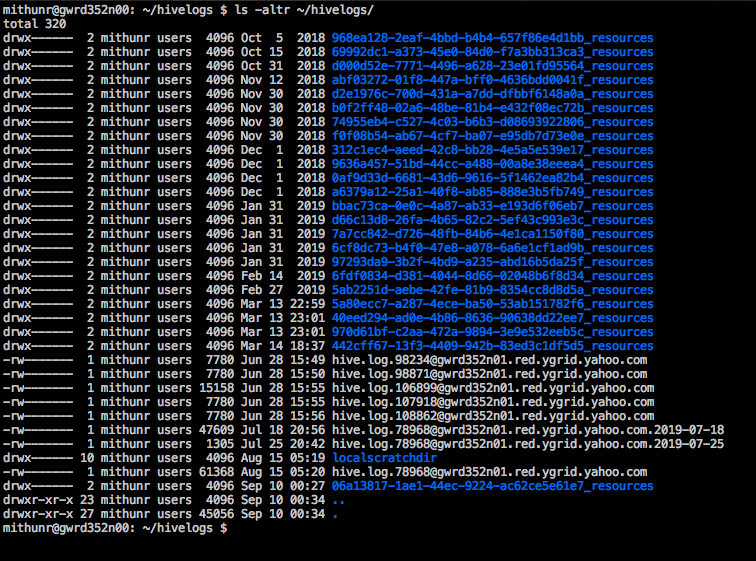 mithunr@gwrd352n00: ~/hivelogs $ ls -altr ~/hivelogs/
total 320
drwx------  2 mithunr users  4096 Oct  5  2018 968ea128-2eaf-4bbd-b4b4-657f86e4d1bb_resources
drwx------  2 mithunr users  4096 Oct 15  2018 69992dc1-a373-45e0-84d0-f7a3bb313ca3_resources
drwx------  2 mithunr users  4096 Oct 31  2018 d000d52e-7771-4496-a628-23e01fd95564_resources
drwx------  2 mithunr users  4096 Nov 12  2018 abf03272-01f8-447a-bff0-4636bdd0041f_resources
drwx------  2 mithunr users  4096 Nov 30  2018 d2e1976c-700d-431a-a7dd-dfbbf6148a0a_resources
drwx------  2 mithunr users  4096 Nov 30  2018 b0f2ff48-02a6-48be-81b4-e432f08ec72b_resources
drwx------  2 mithunr users  4096 Nov 30  2018 74955eb4-c527-4c03-b6b3-d08693922806_resources
drwx------  2 mithunr users  4096 Nov 30  2018 f0f08b54-ab67-4cf7-ba07-e95db7d73e0e_resources
drwx------  2 mithunr users  4096 Dec  1  2018 312c1ec4-aeed-42c8-bb28-4e5a5e539e17_resources
drwx------  2 mithunr users  4096 Dec  1  2018 9636a457-51bd-44cc-a488-00a8e38eeea4_resources
drwx------  2 mithunr users  4096 Dec  1  2018 0af9d33d-6681-43d6-9616-5f1462ea82b4_resources
drwx------  2 mithunr users  4096 Dec  1  2018 a6379a12-25a1-40f8-ab85-888e3b5fb749_resources
drwx------  2 mithunr users  4096 Jan 31  2019 bbac73ca-0e0c-4a87-ab33-e193d6f06eb7_resources
drwx------  2 mithunr users  4096 Jan 31  2019 d66c13d8-26fa-4b65-82c2-5ef43c993e3c_resources
drwx------  2 mithunr users  4096 Jan 31  2019 7a7cc842-d726-48fb-84b6-4e1ca1150f80_resources
drwx------  2 mithunr users  4096 Jan 31  2019 6cf8dc73-b4f0-47e8-a078-6a6e1cf1ad9b_resources
drwx------  2 mithunr users  4096 Jan 31  2019 97293da9-3b2f-4bd9-a235-abd16b5da25f_resources
drwx------  2 mithunr users  4096 Feb 14  2019 6fdf0834-d381-4044-8d66-02048b6f8d34_resources
drwx------  2 mithunr users  4096 Feb 27  2019 5ab2251d-aebe-42fe-81b9-8354cc8d8d5a_resources
drwx------  2 mithunr users  4096 Mar 13 22:59 5a80ecc7-a287-4ece-ba50-53ab151782f6_resources
drwx------  2 mithunr users  4096 Mar 13 23:01 40eed294-ad0e-4b86-8636-90638dd22ee7_resources
drwx------  2 mithunr users  4096 Mar 13 23:01 970d61bf-c2aa-472a-9894-3e9e532eeb5c_resources
drwx------  2 mithunr users  4096 Mar 14 18:37 442cff67-13f3-4409-942b-83ed3c1df5d5_resources
-rw-------  1 mithunr users  7780 Jun 28 15:49 hive.log.98234@gwrd352n01.red.ygrid.yahoo.com
-rw-------  1 mithunr users  7780 Jun 28 15:50 hive.log.98871@gwrd352n01.red.ygrid.yahoo.com
-rw-------  1 mithunr users 15158 Jun 28 15:55 hive.log.106899@gwrd352n01.red.ygrid.yahoo.com
-rw-------  1 mithunr users  7780 Jun 28 15:55 hive.log.107918@gwrd352n01.red.ygrid.yahoo.com
-rw-------  1 mithunr users  7780 Jun 28 15:56 hive.log.108862@gwrd352n01.red.ygrid.yahoo.com
-rw-------  1 mithunr users 47609 Jul 18 20:56 hive.log.78968@gwrd352n01.red.ygrid.yahoo.com.2019-07-18
-rw-------  1 mithunr users  1305 Jul 25 20:42 hive.log.78968@gwrd352n01.red.ygrid.yahoo.com.2019-07-25
drwx------ 10 mithunr users  4096 Aug 15 05:19 localscratchdir
-rw-------  1 mithunr users 61368 Aug 15 05:20 hive.log.78968@gwrd352n01.red.ygrid.yahoo.com
drwx------  2 mithunr users  4096 Sep 10 00:27 06a13817-1ae1-44ec-9224-ac62ce5e61e7_resources
drwxr-xr-x 23 mithunr users  4096 Sep 10 00:34 ..
drwxr-xr-x 27 mithunr users 45056 Sep 10 00:34 .
mithunr@gwrd352n00: ~/hivelogs $